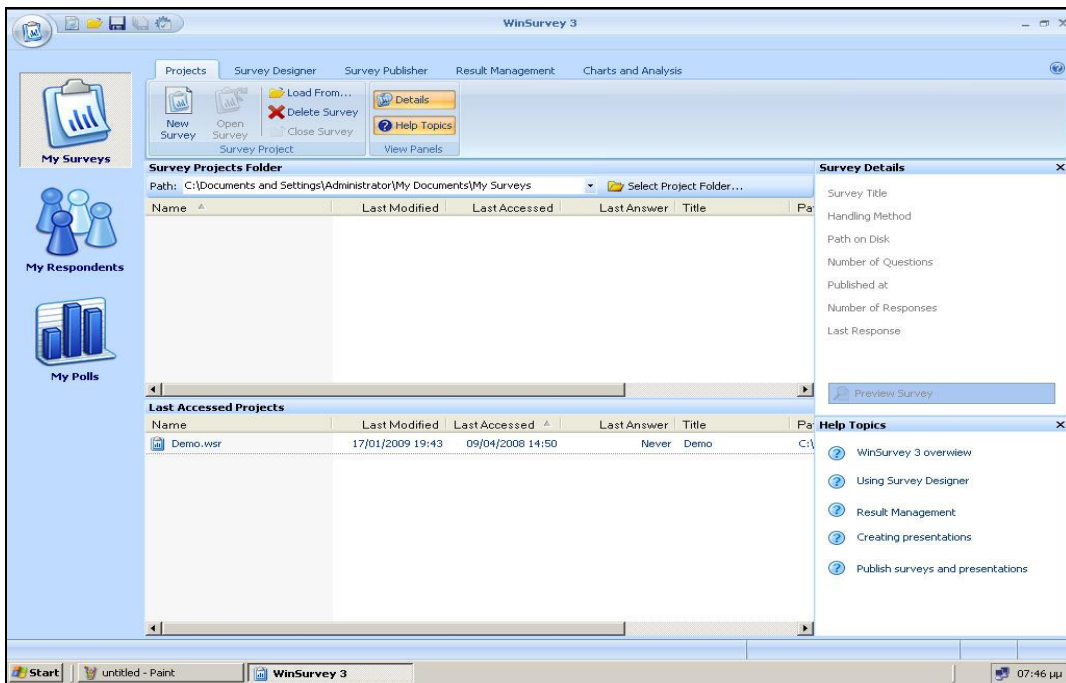 WinSurvey 3
Projects Survey Designer Survey Publisher Result Management Charts and Analysis
New Survey
Open Survey
Load From...
Delete Survey
Close Survey
Survey Project
Details
Help Topics
View Panels
My Surveys
My Respondents
My Polls
Survey Projects Folder
Path: C:\Documents and Settings\Administrator\My Documents\My Surveys Select Project Folder...
Name Last Modified Last Accessed Last Answer Title Pa
Last Accessed Projects
Name Last Modified Last Accessed Last Answer Title Pa
Demo.wsr 17/01/2009 19:43 09/04/2008 14:50 Never Demo C:\
Survey Details
Survey Title
Handling Method
Path on Disk
Number of Questions
Published at
Number of Responses
Last Response
Preview Survey
Help Topics
WinSurvey 3 overwiew
Using Survey Designer
Result Management
Creating presentations
Publish surveys and presentations
Start untitled - Paint WinSurvey 3 07:46 μμ